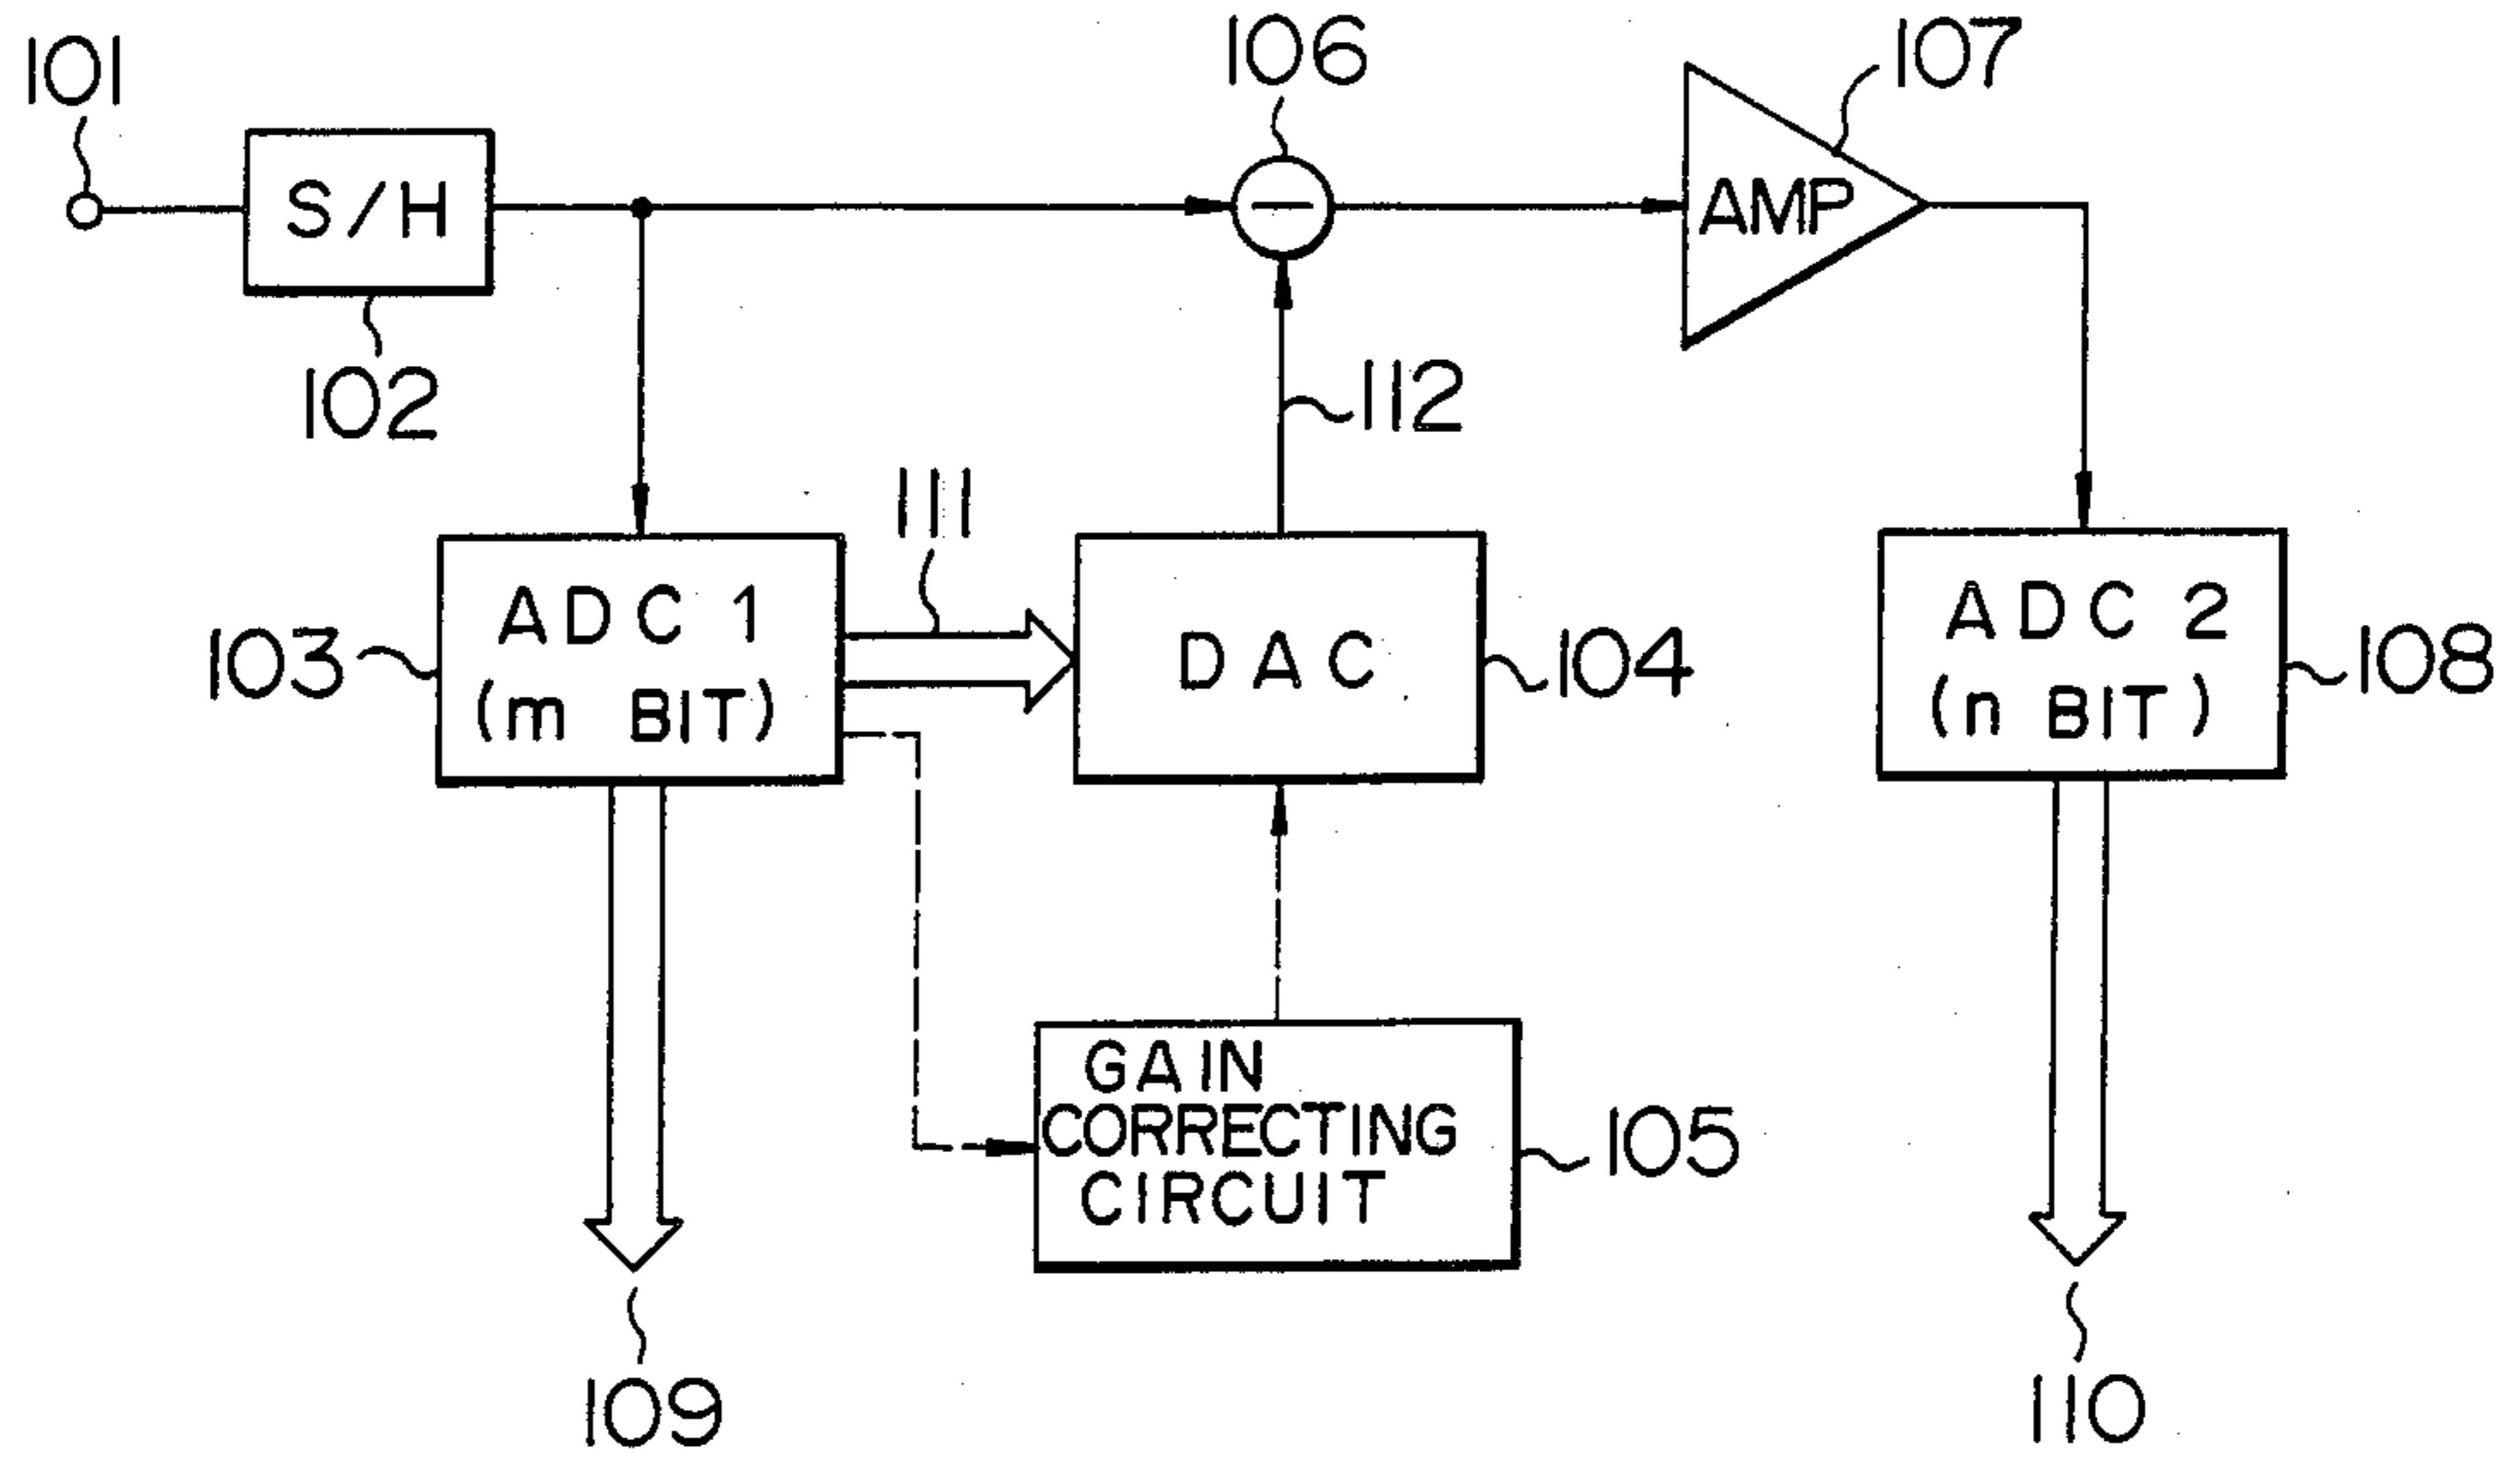 101
S/H
102
106
107
AMP
112
111
103
ADC 1
(m BIT)
DAC
104
ADC 2
(n BIT)
108
GAIN
CORRECTING
CIRCUIT
105
109
110